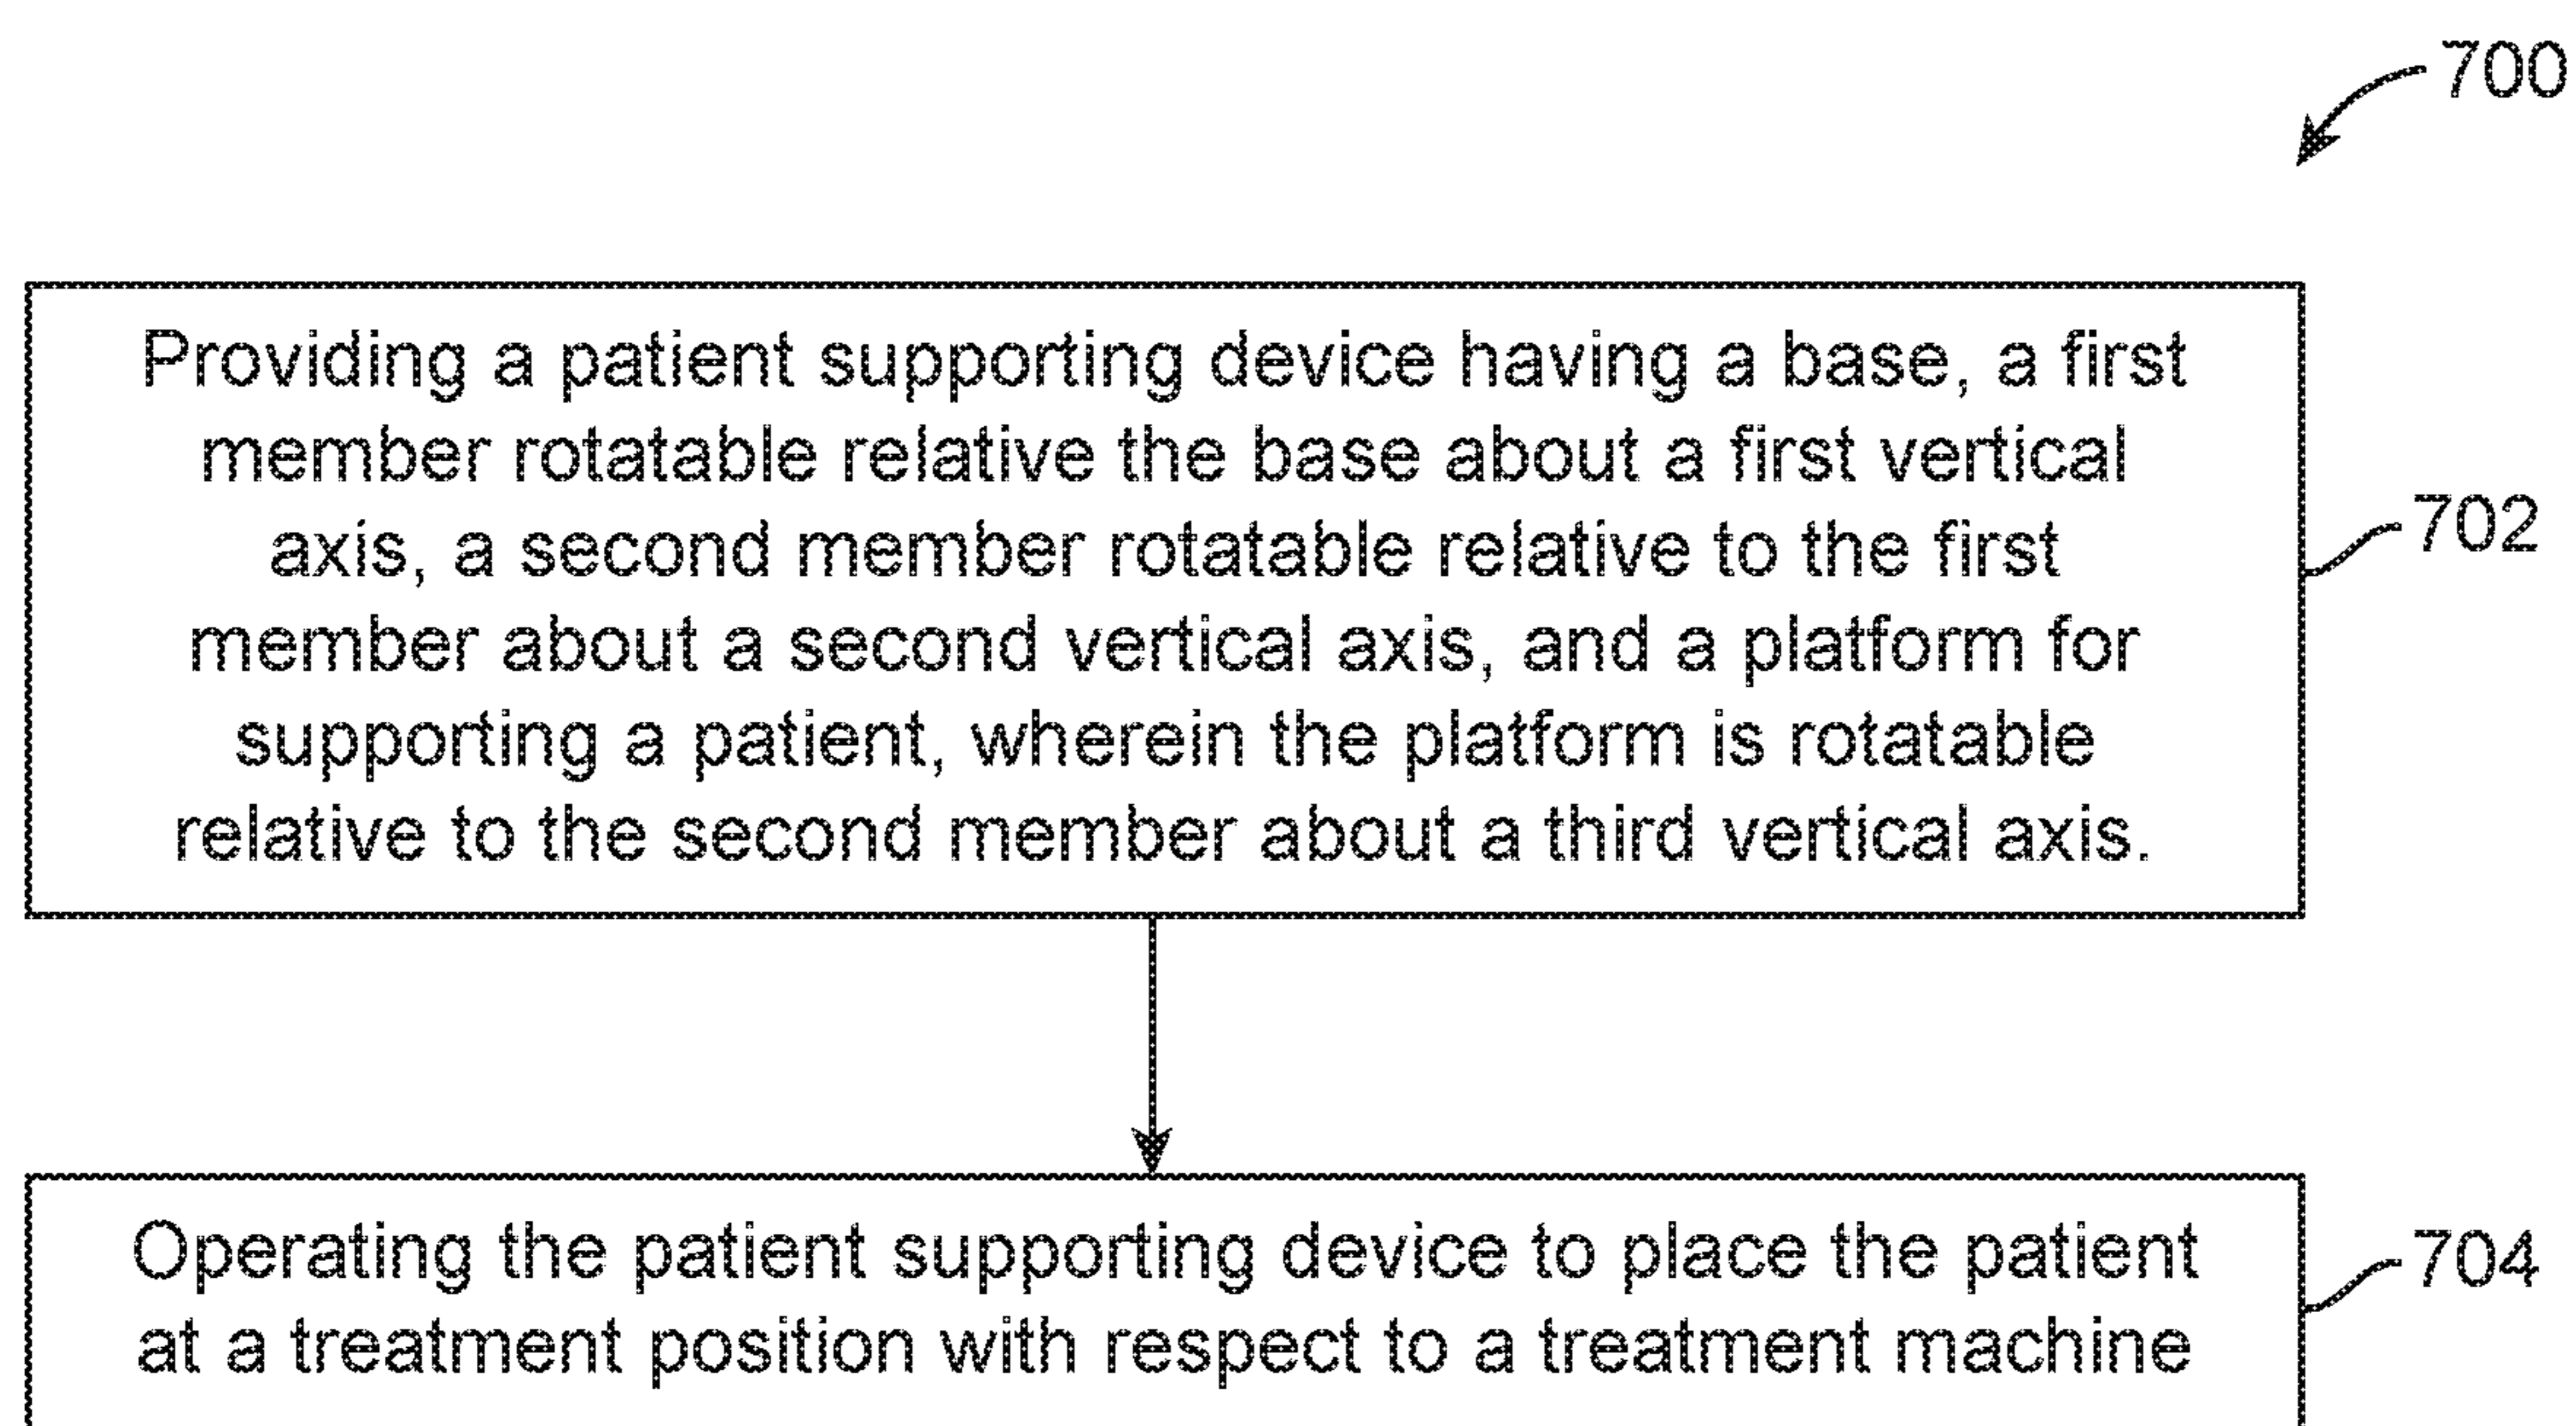 700
Providing a patient supporting device having a base, a first
member rotatable relative the base about a first vertical
axis, a second member rotatable relative to the first
member about a second vertical axis, and a platform for
supporting a patient, wherein the platform is rotatable
relative to the second member about a third vertical axis.
702
Operating the patient supporting device to place the patient
at a treatment position with respect to a treatment machine
704